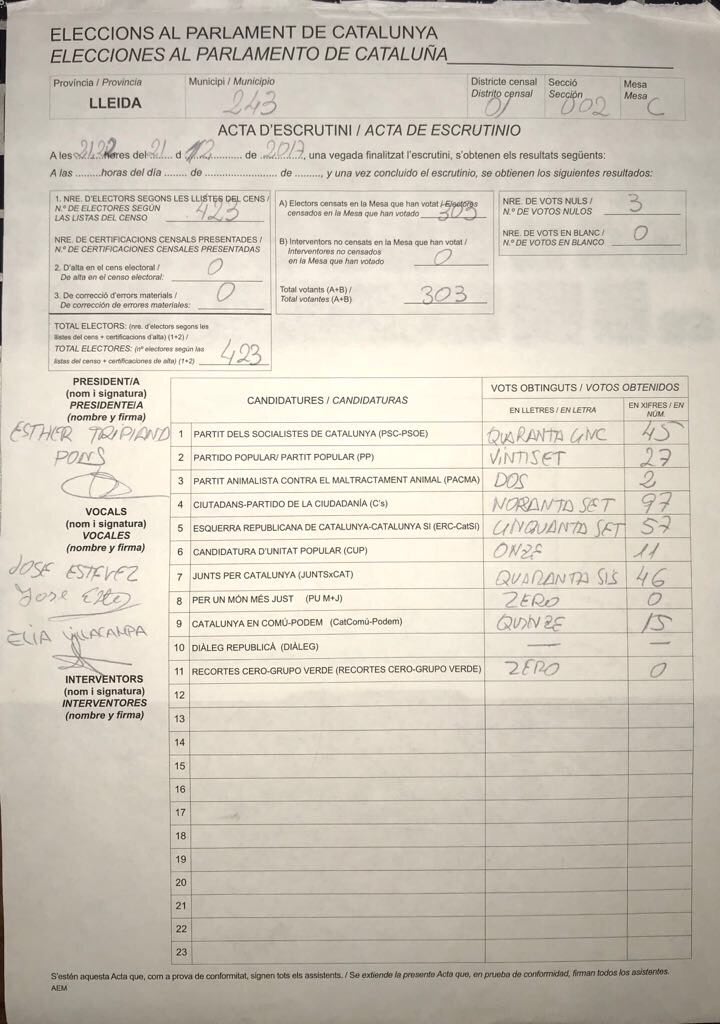 ELECCIONS AL PARLAMENT DE CATALUNYA
ELECCIONES AL PARLAMENTO DE CATALUÑA
Província / Provincia
LLEIDA
Municipi / Municipio
243
Districte censal
Distrito censal
01
Secció
Sección
002
Mesa
Mesa
C
ACTA D'ESCRUTINI / ACTA DE ESCRUTINIO
A les 21,22 hores del 21 d 12 de 2017, una vegada finalitzat l'escrutini, s'obtenen els resultats següents:
A las .........horas del día ....... de ............... de ......., y una vez concluido el escrutinio, se obtienen los siguientes resultados:
1. NRE. D'ELECTORS SEGONS LES LLISTES DEL CENS /
N.º DE ELECTORES SEGÚN
LAS LISTAS DEL CENSO
423
NRE. DE CERTIFICACIONS CENSALS PRESENTADES /
N.º DE CERTIFICACIONES CENSALES PRESENTADAS
2. D'alta en el cens electoral /
De alta en el censo electoral:
0
3. De correcció d'errors materials /
De corrección de errores materiales:
0
TOTAL ELECTORS: (nre. d'electors segons les
llistes del cens + certificacions d'alta) (1+2) /
TOTAL ELECTORES: (nº electores según las
listas del censo + certificaciones de alta) (1+2)
423
A) Electors censats en la Mesa que han votat / Electores
censados en la Mesa que han votado
303
B) Interventors no censats en la Mesa que han votat /
Interventores no censados
en la Mesa que han votado
0
Total votants (A+B) /
Total votantes (A+B)
303
NRE. DE VOTS NULS /
N.º DE VOTOS NULOS
3
NRE. DE VOTS EN BLANC /
N.º DE VOTOS EN BLANCO
0
PRESIDENT/A
(nom i signatura)
PRESIDENTE/A
(nombre y firma)
ESTHER TRIPIANO
PONS
VOCALS
(nom i signatura)
VOCALES
(nombre y firma)
JOSE ESTEVEZ
ELIA VILLACAMPA
INTERVENTORS
(nom i signatura)
INTERVENTORES
(nombre y firma)
CANDIDATURES / CANDIDATURAS
VOTS OBTINGUTS / VOTOS OBTENIDOS
EN LLETRES / EN LETRA
EN XIFRES / EN NÚM.
1 PARTIT DELS SOCIALISTES DE CATALUNYA (PSC-PSOE) QUARANTA CINC 45
2 PARTIDO POPULAR/ PARTIT POPULAR (PP) VINTISET 27
3 PARTIT ANIMALISTA CONTRA EL MALTRACTAMENT ANIMAL (PACMA) DOS 2
4 CIUTADANS-PARTIDO DE LA CIUDADANÍA (C's) NORANTA SET 97
5 ESQUERRA REPUBLICANA DE CATALUNYA-CATALUNYA SÍ (ERC-CatSí) CINQUANTA SET 57
6 CANDIDATURA D'UNITAT POPULAR (CUP) ONZE 11
7 JUNTS PER CATALUNYA (JUNTSxCAT) QUARANTA SIS 46
8 PER UN MÓN MÉS JUST (PU M+J) ZERO 0
9 CATALUNYA EN COMÚ-PODEM (CatComú-Podem) QUINZE 15
10 DIÀLEG REPUBLICÀ (DIÀLEG) — —
11 RECORTES CERO-GRUPO VERDE (RECORTES CERO-GRUPO VERDE) ZERO 0
12
13
14
15
16
17
18
19
20
21
22
23
S'estén aquesta Acta que, com a prova de conformitat, signen tots els assistents. / Se extiende la presente Acta que, en prueba de conformidad, firman todos los asistentes.
AEM